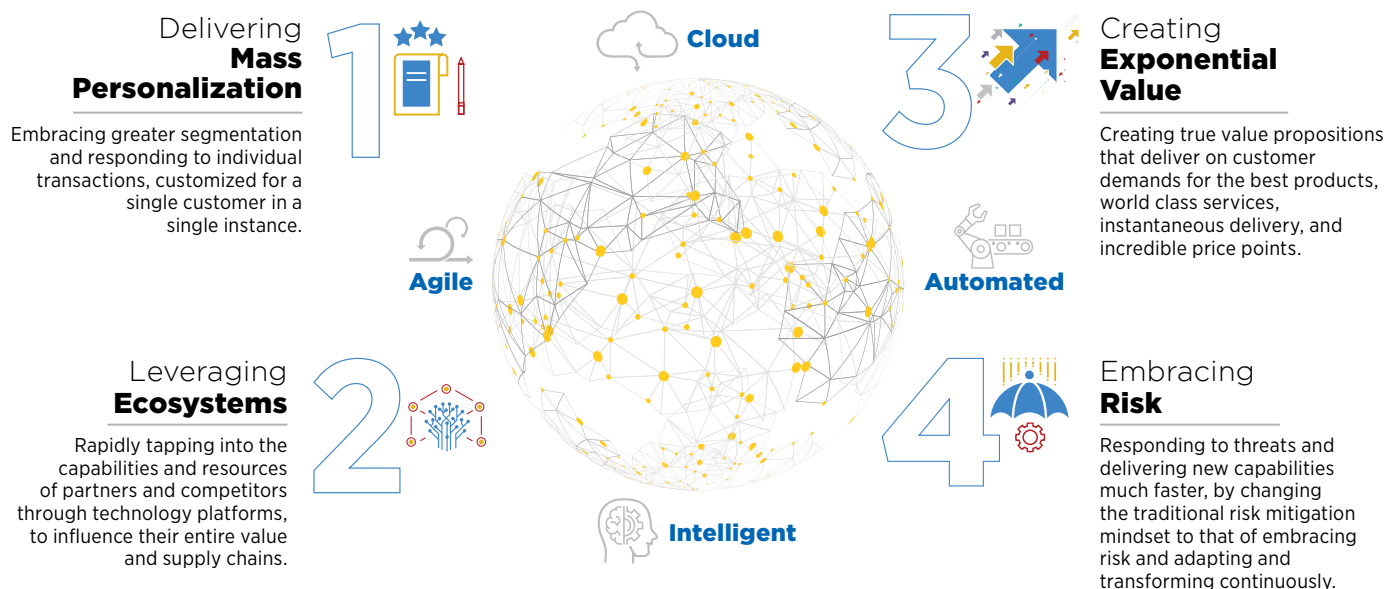 Delivering
Mass
Personalization
Embracing greater segmentation
and responding to individual
transactions, customized for a
single customer in a
single instance.
1
Cloud
3
Creating
Exponential
Value
Creating true value propositions
that deliver on customer
demands for the best products,
world class services,
instantaneous delivery, and
incredible price points.
Agile
Automated
Leveraging
Ecosystems
Rapidly tapping into the
capabilities and resources
of partners and competitors
through technology platforms,
to influence their entire value
and supply chains.
2
Intelligent
4
Embracing
Risk
Responding to threats and
delivering new capabilities
much faster, by changing
the traditional risk mitigation
mindset to that of embracing
risk and adapting and
transforming continuously.